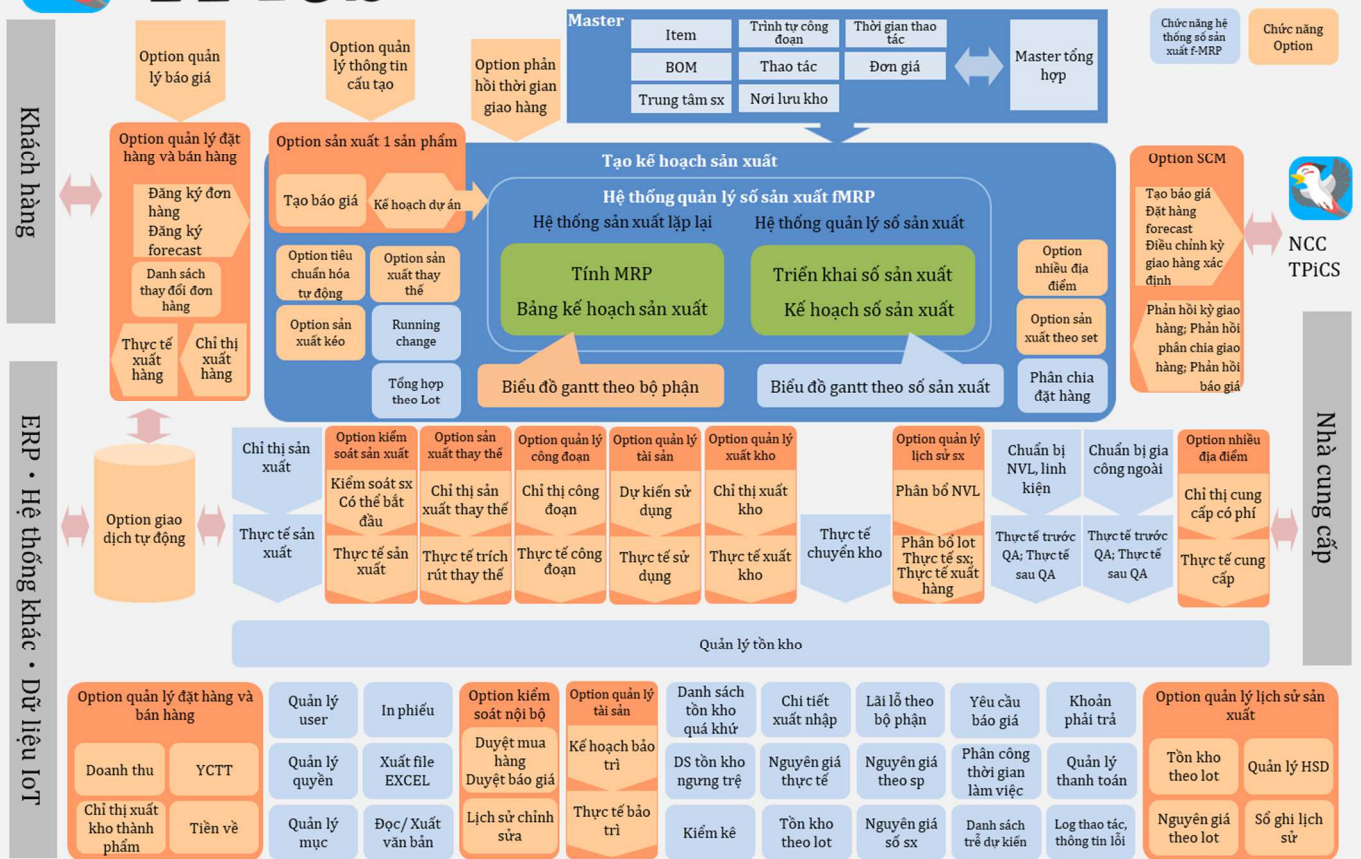 Master
Item
Trình tự công
đoạn
Thời gian thao
tác
BOM
Thao tác
Đơn giá
Trung tâm sx
Nơi lưu kho
Master tổng
hợp
Chức năng hệ
thống số sản
xuất f-MRP
Chức năng
Option
Khách hàng
Option quản
lý báo giá
Option quản
lý thông tin
cấu tạo
Option phản
hồi thời gian
giao hàng
Option quản lý đặt
hàng và bán hàng
Đăng ký đơn
hàng
Đăng ký
forecast
Danh sách
thay đổi đơn
hàng
Thực tế
xuất
hàng
Chỉ thị
xuất
hàng
Option sản xuất 1 sản phẩm
Tạo báo giá
Kế hoạch dự án
Tạo kế hoạch sản xuất
Hệ thống quản lý số sản xuất fMRP
Hệ thống sản xuất lặp lại
Hệ thống quản lý số sản xuất
Tính MRP
Bảng kế hoạch sản xuất
Triển khai số sản xuất
Kế hoạch số sản xuất
Biểu đồ gantt theo bộ phận
Biểu đồ gantt theo số sản xuất
Option tiêu
chuẩn hóa
tự động
Option sản
xuất thay
thế
Option sản
xuất kéo
Running
change
Tổng hợp
theo Lot
Option
nhiều địa
điểm
Option sản
xuất theo set
Phân chia
đặt hàng
Option SCM
Tạo báo giá
Đặt hàng
forecast
Điều chỉnh kỳ
giao hàng xác
định
Phản hồi kỳ giao
hàng; Phản hồi
phân chia giao
hàng; Phản hồi
báo giá
NCC
TPiCS
Nhà cung cấp
ERP・Hệ thống khác・Dữ liệu IoT
Option giao
dịch tự động
Chỉ thị sản
xuất
Thực tế sản
xuất
Option kiểm
soát sản xuất
Kiểm soát sx
Có thể bắt
đầu
Thực tế sản
xuất
Option sản
xuất thay thế
Chỉ thị sản
xuất thay thế
Thực tế trích
rút thay thế
Option quản
lý công đoạn
Chỉ thị công
đoạn
Thực tế công
đoạn
Option quản
lý tài sản
Dự kiến sử
dụng
Thực tế sử
dụng
Option quản lý
xuất kho
Chỉ thị xuất
kho
Thực tế xuất
kho
Thực tế
chuyển kho
Option quản lý
lịch sử sx
Phân bổ NVL
Phân bổ lot
Thực tế sx;
Thực tế xuất
hàng
Chuẩn bị
NVL, linh
kiện
Thực tế trước
QA; Thực tế
sau QA
Chuẩn bị gia
công ngoài
Thực tế trước
QA; Thực tế
sau QA
Option nhiều
địa điểm
Chỉ thị cung
cấp có phí
Thực tế cung
cấp
Quản lý tồn kho
Option quản lý đặt hàng và
bán hàng
Doanh thu
YCTT
Chỉ thị xuất
kho thành
phẩm
Tiền về
Quản lý
user
In phiếu
Quản lý
quyền
Xuất file
EXCEL
Quản lý
mục
Đọc/ Xuất
văn bản
Option kiểm
soát nội bộ
Duyệt mua
hàng
Duyệt báo giá
Lịch sử chỉnh
sửa
Option quản lý
tài sản
Kế hoạch bảo
trì
Thực tế bảo
trì
Danh sách
tồn kho
quá khứ
Chi tiết
xuất nhập
Lãi lỗ theo
bộ phận
Yêu cầu
báo giá
Khoản
phải trả
DS tồn kho
ngưng trệ
Nguyên giá
thực tế
Nguyên giá
theo sp
Phân công
thời gian
làm việc
Quản lý
thanh toán
Kiểm kê
Tồn kho
theo lot
Nguyên giá
số sx
Danh sách
trễ dự kiến
Log thao tác,
thông tin lỗi
Option quản lý lịch sử sản
xuất
Tồn kho
theo lot
Quản lý HSD
Nguyên giá
theo lot
Sổ ghi lịch
sử